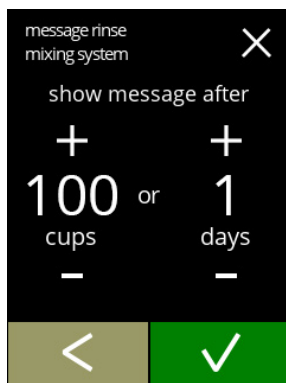 message rinse
mixing system
show message after
+ +
100 or 1
cups days
- -
<